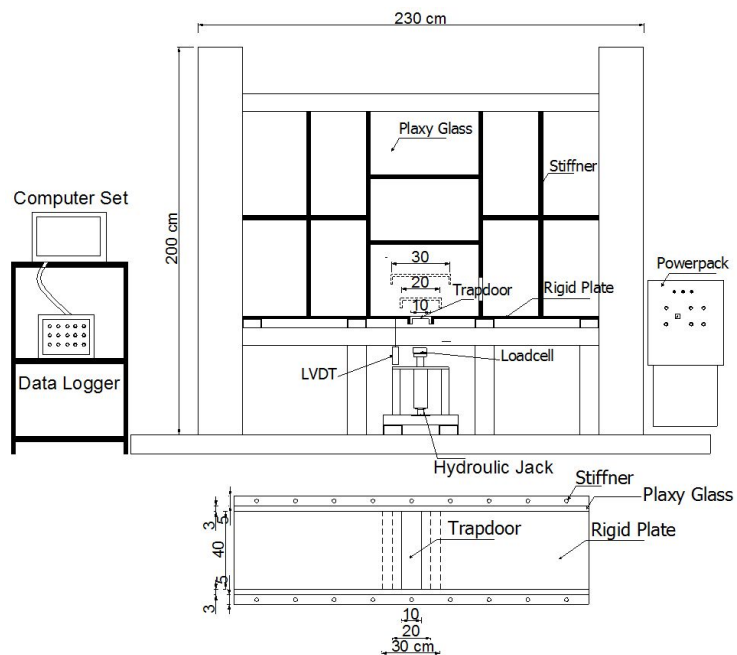 230 cm
200 cm
Plaxy Glass
Stiffner
Computer Set
Data Logger
30
20
10
Trapdoor
Rigid Plate
Powerpack
LVDT
Loadcell
Hydroulic Jack
Stiffner
Plaxy Glass
Trapdoor
Rigid Plate
3
5
40
5
3
10
20
30 cm